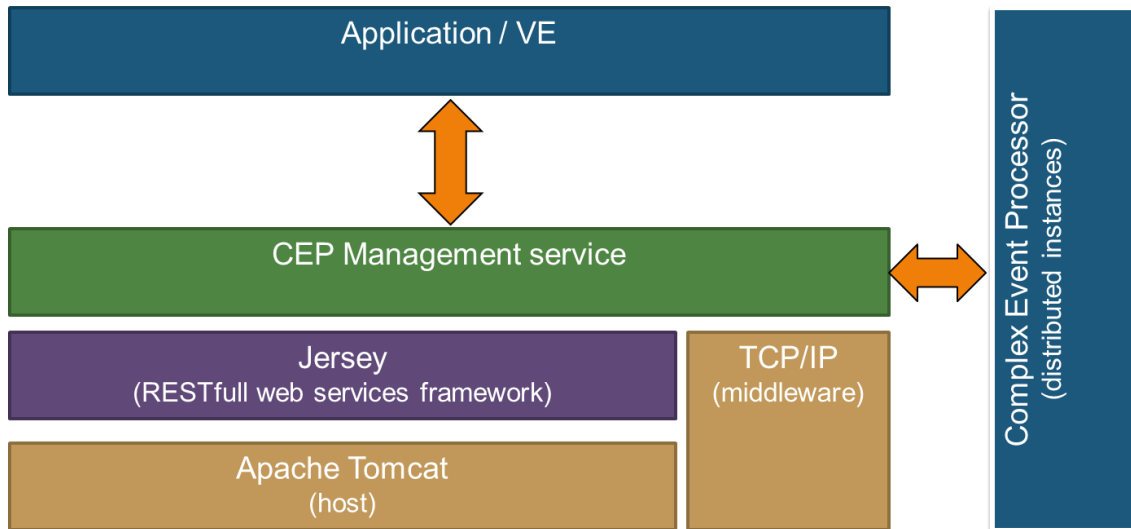 Application / VE
CEP Management service
Jersey
(RESTfull web services framework)
TCP/IP
(middleware)
Apache Tomcat
(host)
Complex Event Processor
(distributed instances)